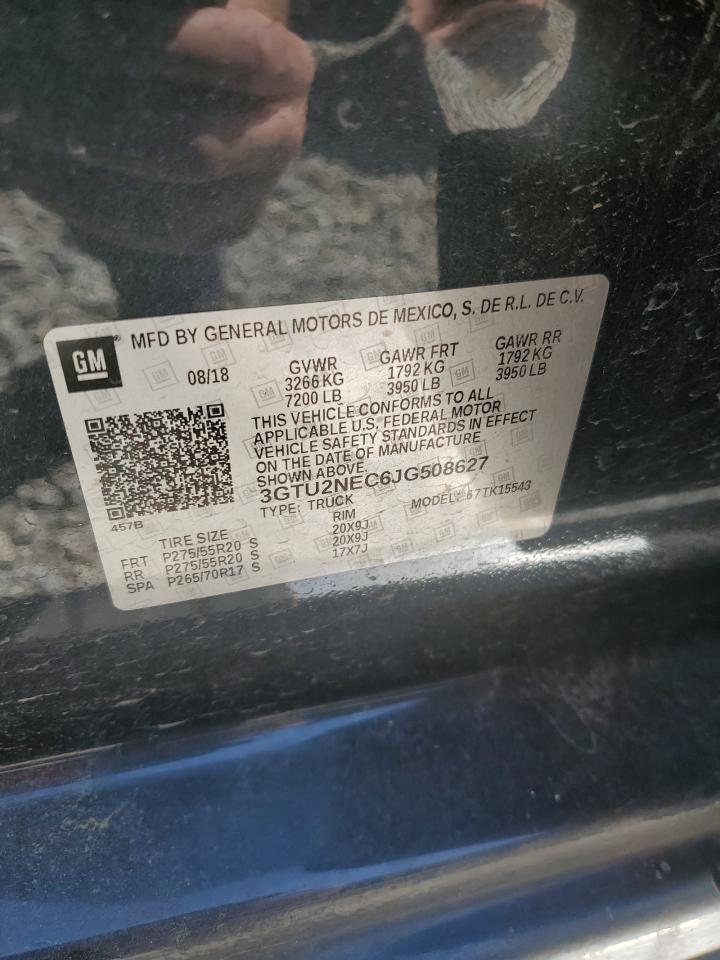 GM ® MFD BY GENERAL MOTORS DE MEXICO, S. DE R.L. DE C.V.
08/18 GVWR GAWR FRT GAWR RR
3266 KG 1792 KG 1792 KG
7200 LB 3950 LB 3950 LB
THIS VEHICLE CONFORMS TO ALL
APPLICABLE U.S. FEDERAL MOTOR
VEHICLE SAFETY STANDARDS IN EFFECT
ON THE DATE OF MANUFACTURE
SHOWN ABOVE.
3GTU2NEC6JG508627
TYPE: TRUCK MODEL: 67TK15543
457B
TIRE SIZE RIM
FRT P275/55R20 S 20X9J
RR P275/55R20 S 20X9J
SPA P265/70R17 S 17X7J